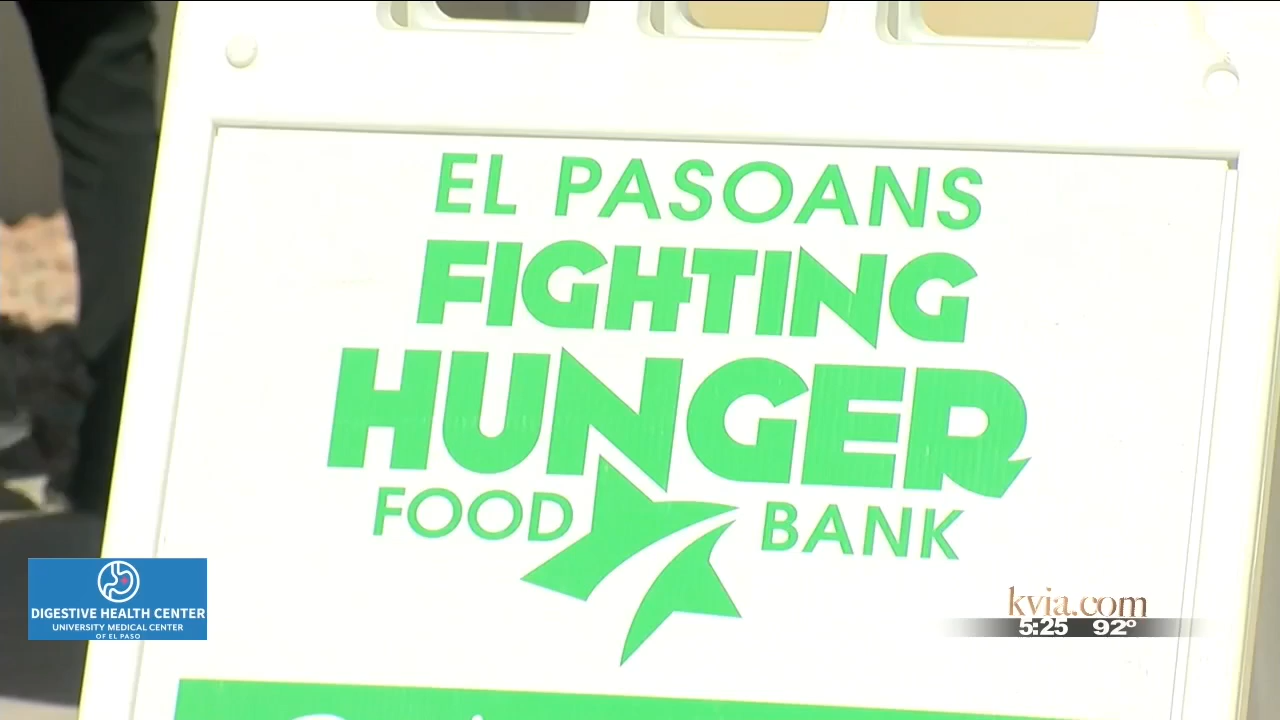 EL PASOANS
FIGHTING
HUNGER
FOOD BANK
DIGESTIVE HEALTH CENTER
UNIVERSITY MEDICAL CENTER
OF EL PASO
kvia.com
5:25 92°